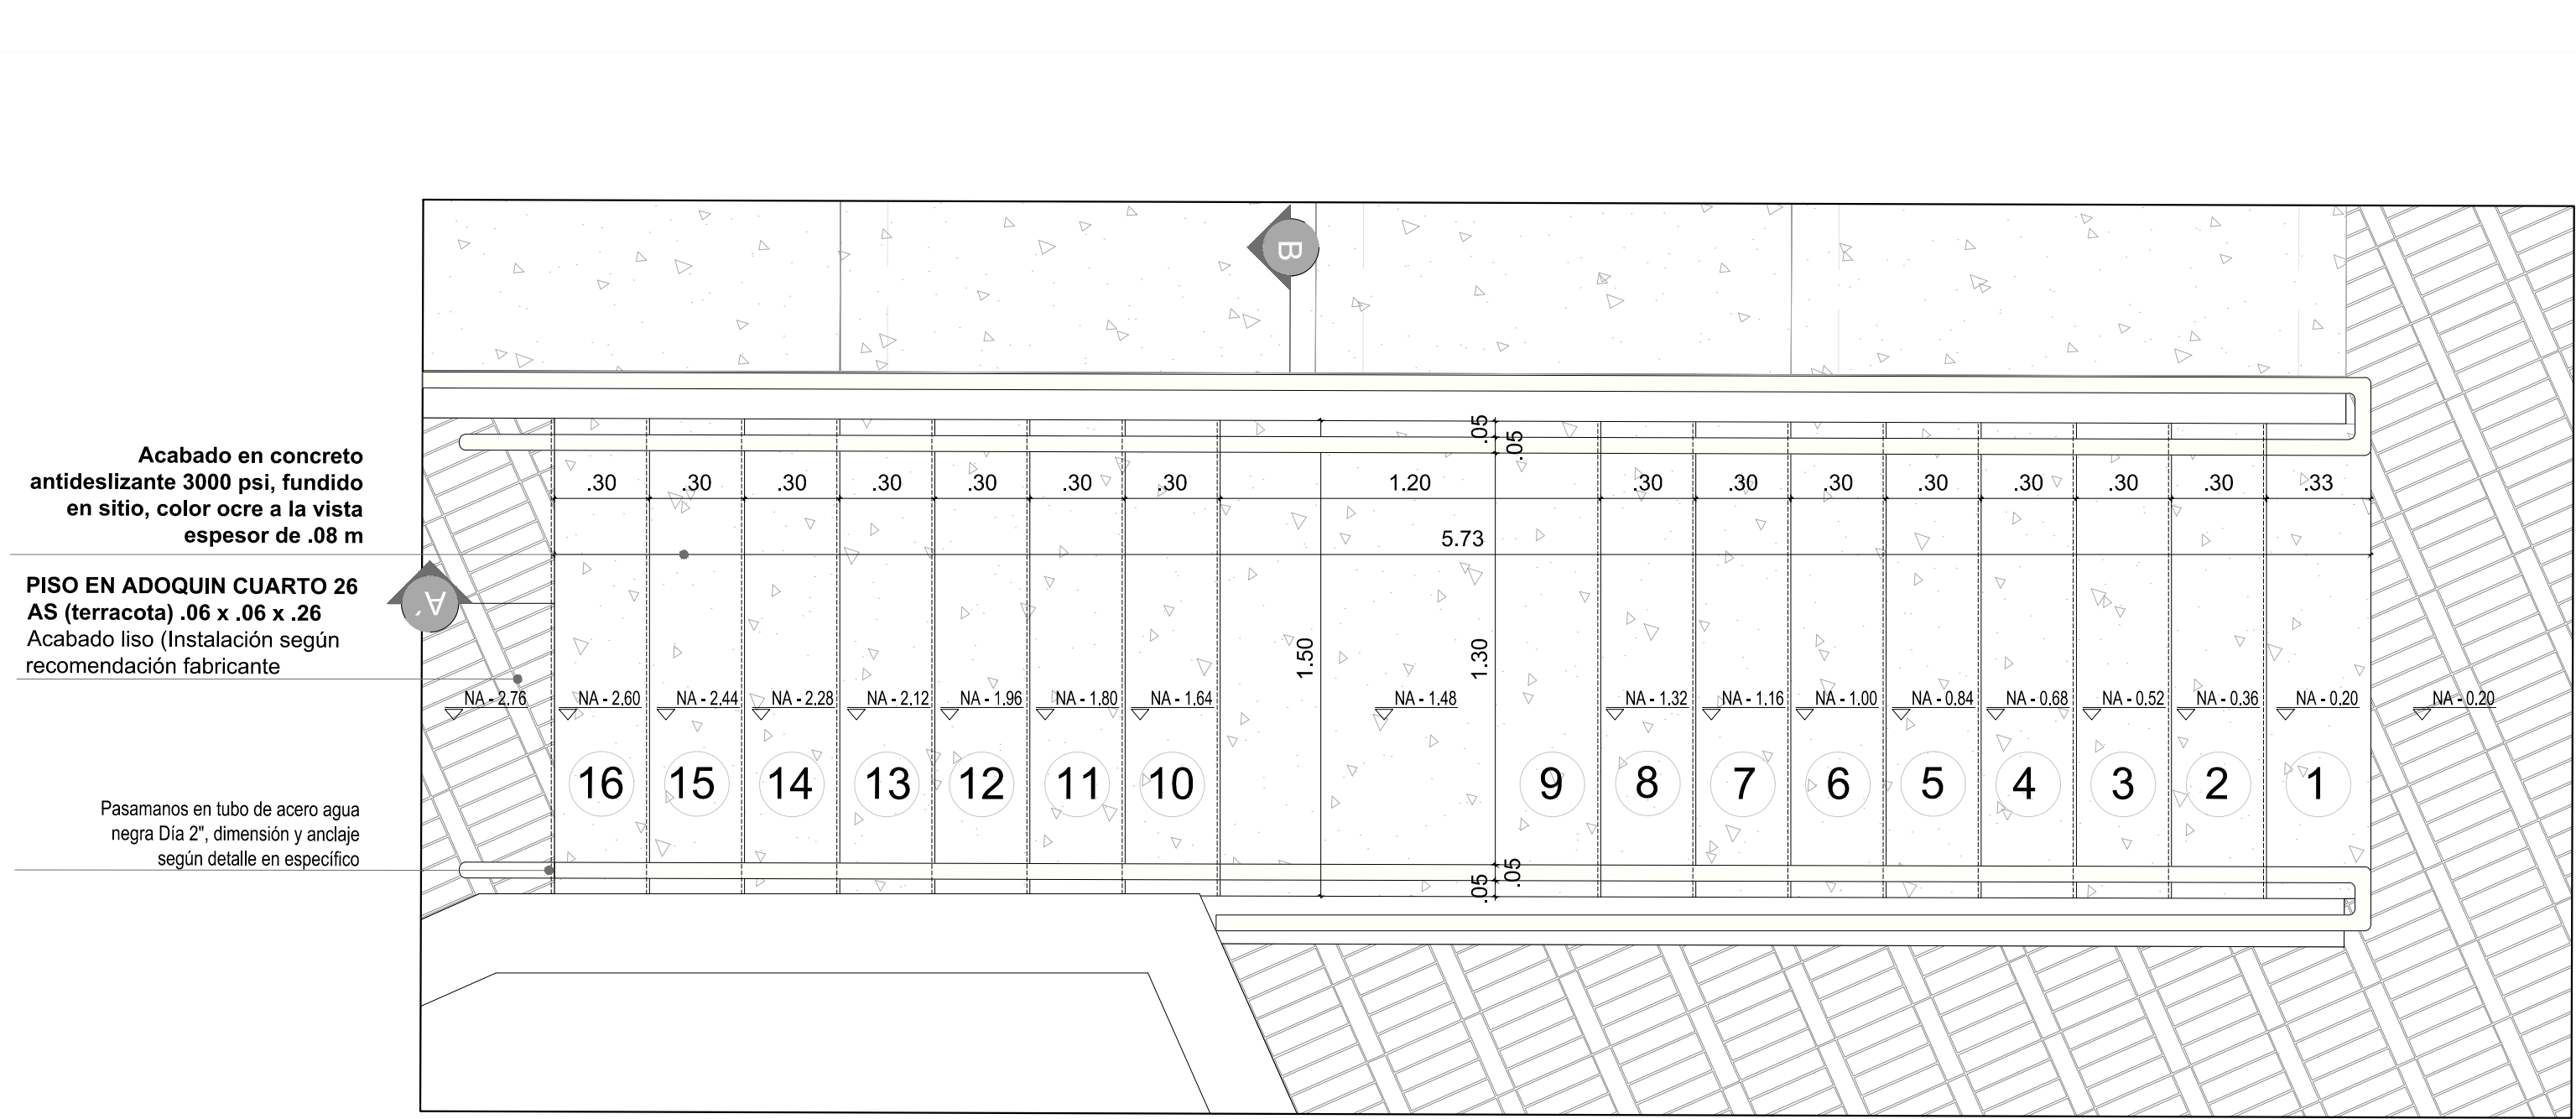 B
Acabado en concreto
antideslizante 3000 psi, fundido
en sitio, color ocre a la vista
espesor de .08 m
PISO EN ADOQUIN CUARTO 26
AS (terracota) .06 x .06 x .26
Acabado liso (Instalación según
recomendación fabricante
A´
Pasamanos en tubo de acero agua
negra Día 2", dimensión y anclaje
según detalle en específico
.05
.05
.30 .30 .30 .30 .30 .30 .30 1.20 .30 .30 .30 .30 .30 .30 .30 .33
5.73
1.50
1.30
NA - 2.76 NA - 2.60 NA - 2.44 NA - 2.28 NA - 2.12 NA - 1.96 NA - 1.80 NA - 1.64 NA - 1.48 NA - 1.32 NA - 1.16 NA - 1.00 NA - 0.84 NA - 0.68 NA - 0.52 NA - 0.36 NA - 0.20 NA - 0.20
16 15 14 13 12 11 10 9 8 7 6 5 4 3 2 1
.05
.05